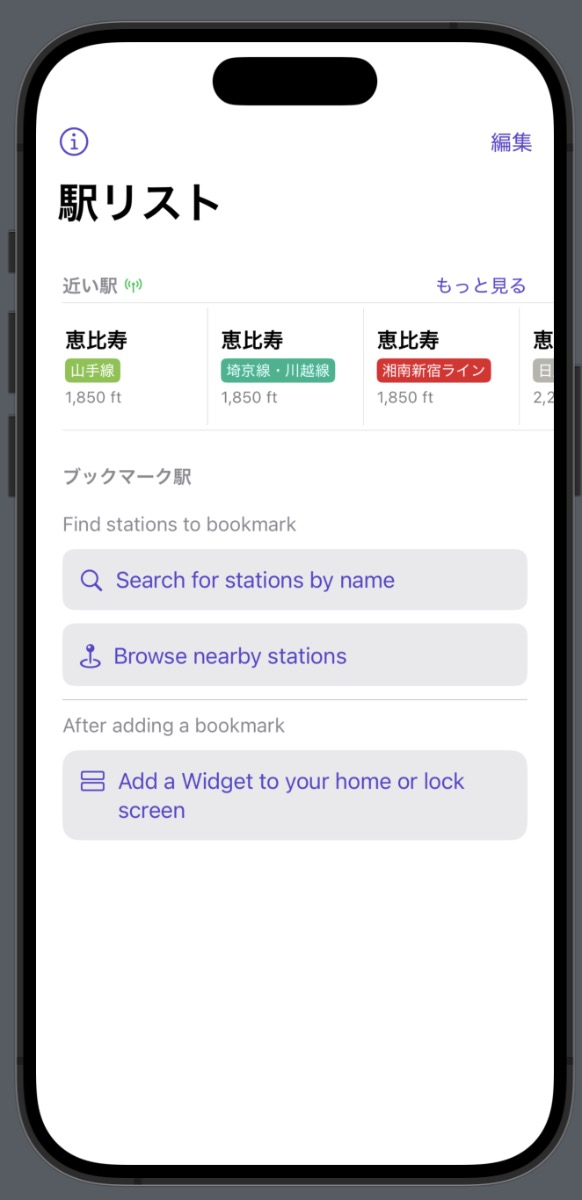 編集
駅リスト
近い駅
もっと見る
恵比寿
山手線
1,850 ft
恵比寿
埼京線・川越線
1,850 ft
恵比寿
湘南新宿ライン
1,850 ft
恵
日
2,2
ブックマーク駅
Find stations to bookmark
Search for stations by name
Browse nearby stations
After adding a bookmark
Add a Widget to your home or lock
screen